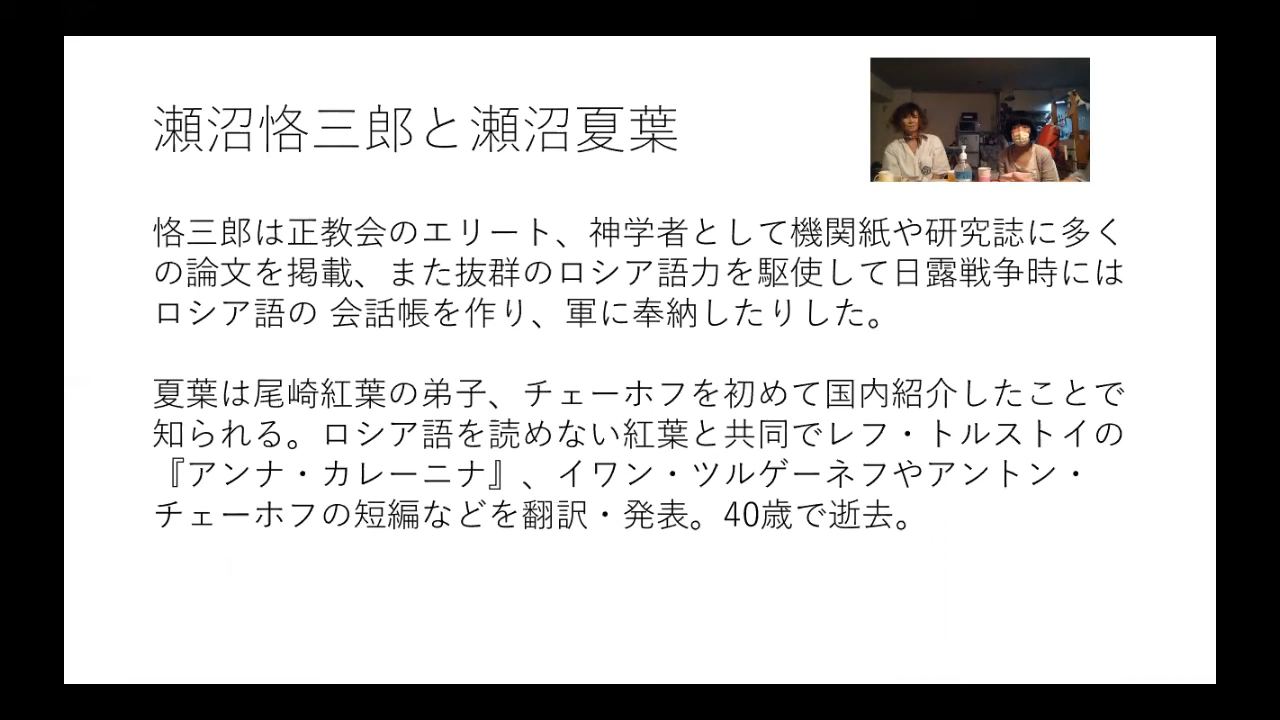 瀬沼恪三郎と瀬沼夏葉
恪三郎は正教会のエリート、神学者として機関紙や研究誌に多く
の論文を掲載、また抜群のロシア語力を駆使して日露戦争時には
ロシア語の 会話帳を作り、軍に奉納したりした。
夏葉は尾崎紅葉の弟子、チェーホフを初めて国内紹介したことで
知られる。ロシア語を読めない紅葉と共同でレフ・トルストイの
『アンナ・カレーニナ』、イワン・ツルゲーネフやアントン・
チェーホフの短編などを翻訳・発表。40歳で逝去。